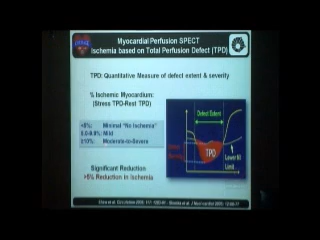 Myocardial Perfusion SPECT
Ischemia based on Total Perfusion Defect (TPD)
TPD: Quantitative Measure of defect extent & severity
% Ischemic Myocardium:
(Stress TPD-Rest TPD)
<5%: Minimal "No Ischemia"
5.0-9.9%: Mild
≥10%: Moderate-to-Severe
Significant Reduction
>5% Reduction in Ischemia
Defect Extent
TPD
Lower Nl
Limit